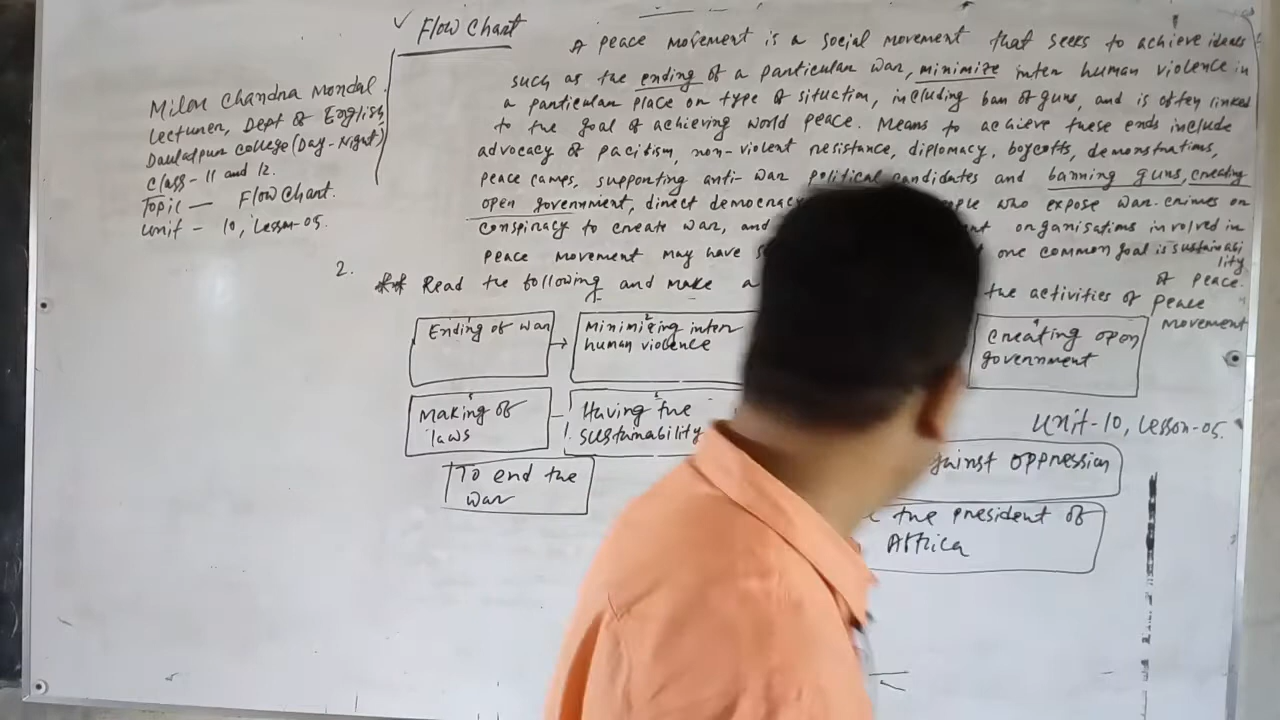 ✓ Flow Chart
Milon Chandra Mondal.
Lecturer, Dept of English
Daulatpur College (Day-Night)
Class - 11 and 12.
Topic — Flow Chart.
Unit - 10, Lesson-05.
A peace movement is a social movement that seeks to achieve ideas
such as the ending of a particular war, minimize inter human violence in
a particular place or type of situation, including ban of guns, and is often linked
to the goal of achieving world peace. Means to achieve these ends include
advocacy of pacifism, non-violent resistance, diplomacy, boycotts, demonstrations,
peace camps, supporting anti-war political candidates and banning guns, creating
open government, direct democracy who expose war-crimes or
conspiracy to create war, and organisations involved in
peace movement may have one common goal is sustainability
of peace.
2. ** Read the following and make a the activities of peace
movement
Ending of war → 2 Minimizing inter human violence
4 Creating open government
Making of laws
Having the sustainability
Unit-10, Lesson-05.
To end the war
against oppression
the president of Africa